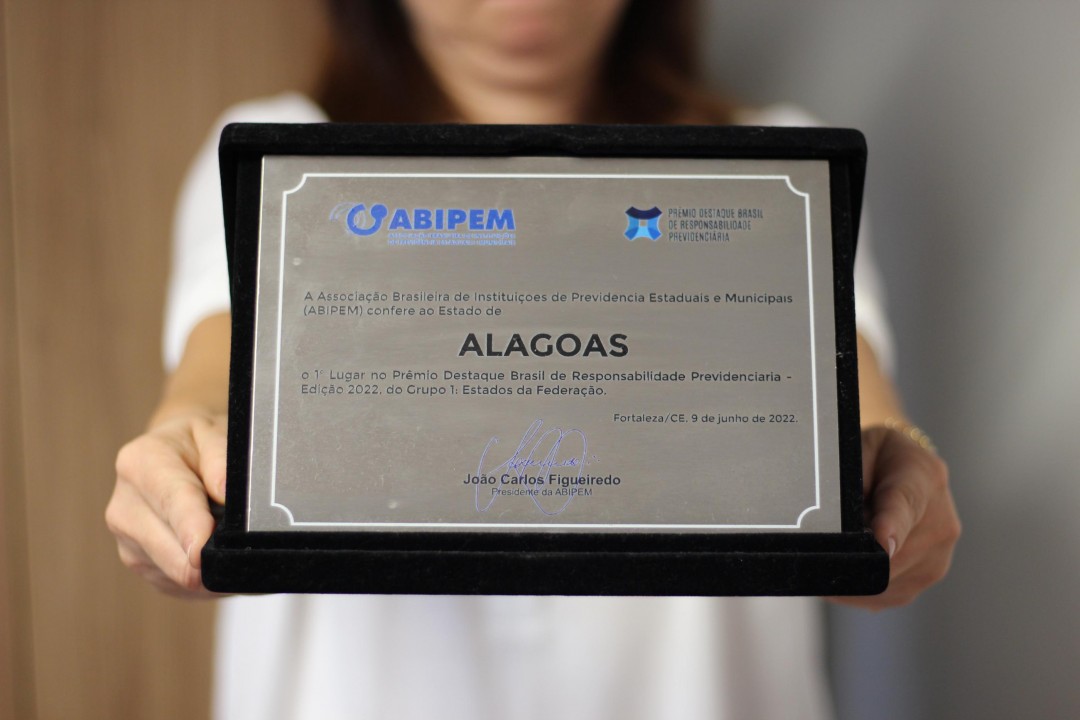 ABIPEM
PRÊMIO DESTAQUE BRASIL
DE RESPONSABILIDADE
PREVIDENCIÁRIA
A Associação Brasileira de Instituiçoes de Previdencia Estaduais e Municipais
(ABIPEM) confere ao Estado de
ALAGOAS
o 1º Lugar no Prêmio Destaque Brasil de Responsabilidade Previdenciaria -
Edição 2022, do Grupo 1: Estados da Federação.
Fortaleza/CE, 9 de junho de 2022.
João Carlos Figueiredo
Presidente da ABIPEM